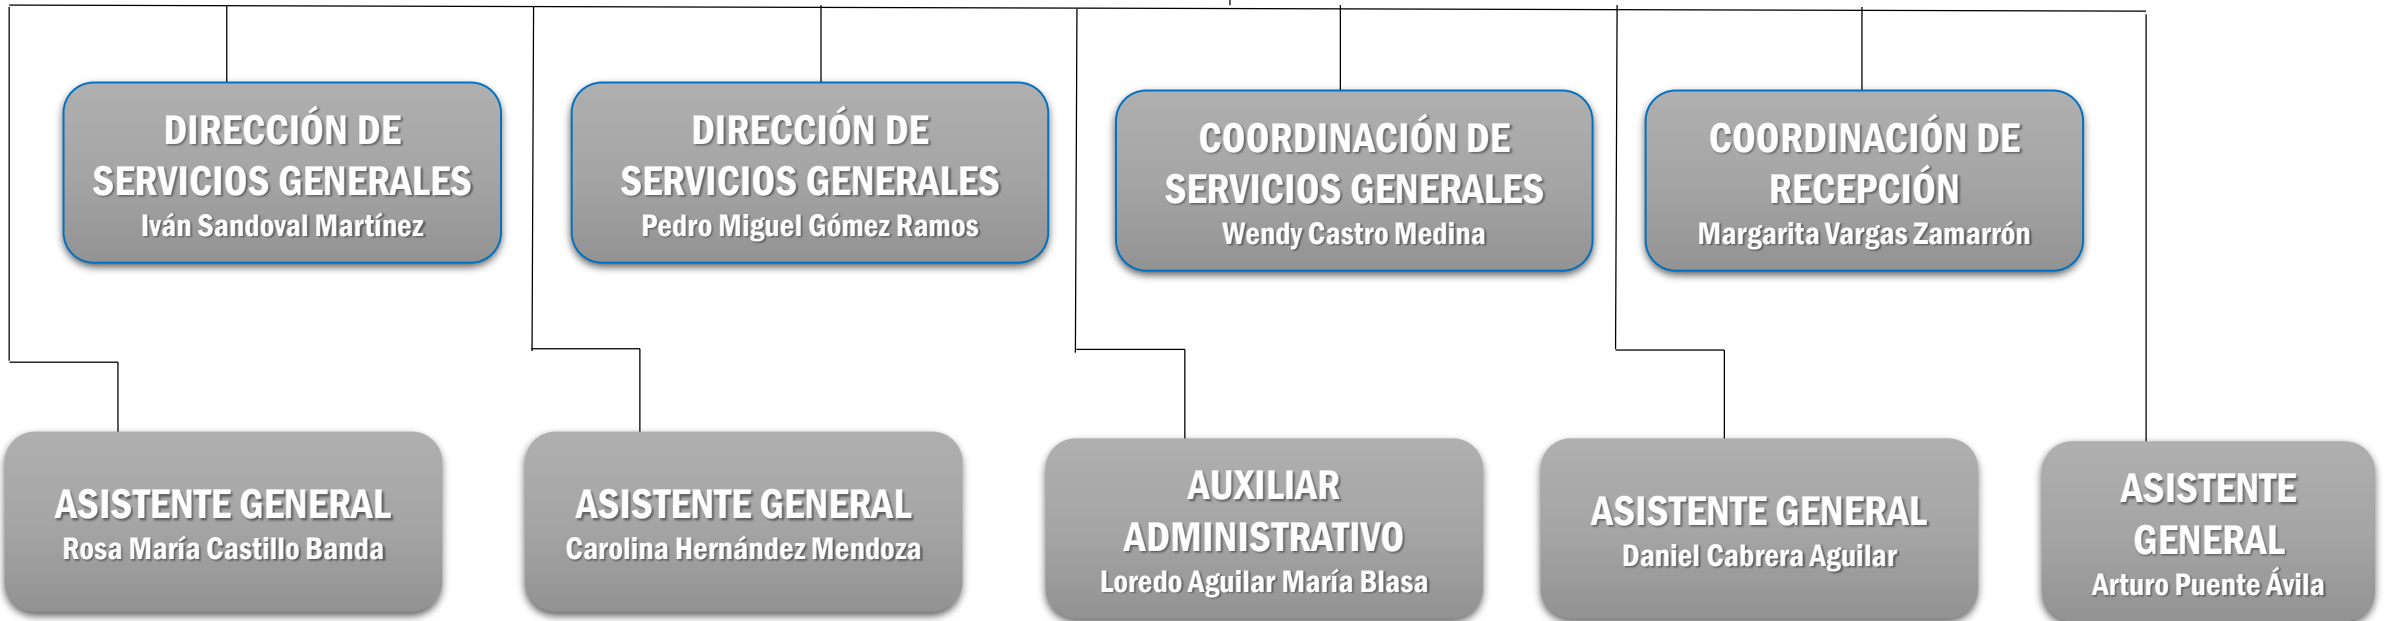 DIRECCIÓN DE
SERVICIOS GENERALES
Iván Sandoval Martínez
DIRECCIÓN DE
SERVICIOS GENERALES
Pedro Miguel Gómez Ramos
COORDINACIÓN DE
SERVICIOS GENERALES
Wendy Castro Medina
COORDINACIÓN DE
RECEPCIÓN
Margarita Vargas Zamarrón
ASISTENTE GENERAL
Rosa María Castillo Banda
ASISTENTE GENERAL
Carolina Hernández Mendoza
AUXILIAR
ADMINISTRATIVO
Loredo Aguilar María Blasa
ASISTENTE GENERAL
Daniel Cabrera Aguilar
ASISTENTE
GENERAL
Arturo Puente Ávila